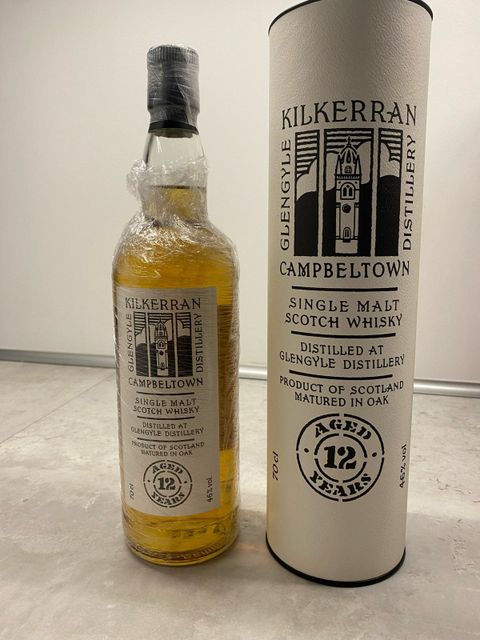 KILKERRAN
GLENGYLE
DISTILLERY
CAMPBELTOWN
SINGLE MALT
SCOTCH WHISKY
DISTILLED AT
GLENGYLE DISTILLERY
PRODUCT OF SCOTLAND
MATURED IN OAK
AGED
12
YEARS
70cl
46% vol
KILKERRAN
GLENGYLE
DISTILLERY
CAMPBELTOWN
SINGLE MALT
SCOTCH WHISKY
DISTILLED AT
GLENGYLE DISTILLERY
PRODUCT OF SCOTLAND
MATURED IN OAK
AGED
12
YEARS
70cl
46% vol